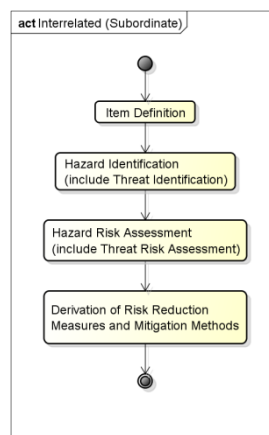 act Interrelated (Subordinate)
Item Definition
Hazard Identification
(include Threat Identification)
Hazard Risk Assessment
(include Threat Risk Assessment)
Derivation of Risk Reduction
Measures and Mitigation Methods